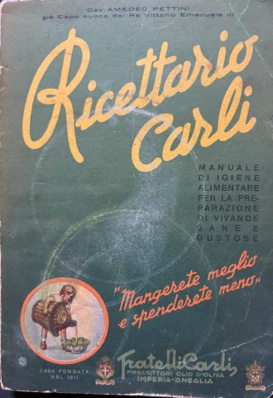 Cav. AMEDEO PETTINI
già Capo cuoco del Re Vittorio Emanuele III
Ricettario
Carli
MANUALE
DI IGIENE
ALIMENTARE
PER LA PRE-
PARAZIONE
DI VIVANDE
SANE E
GUSTOSE
"Mangerete meglio
e spenderete meno"
CASA FONDATA
NEL 1911
Fratelli Carli
PRODUTTORI OLIO D'OLIVA
IMPERIA-ONEGLIA